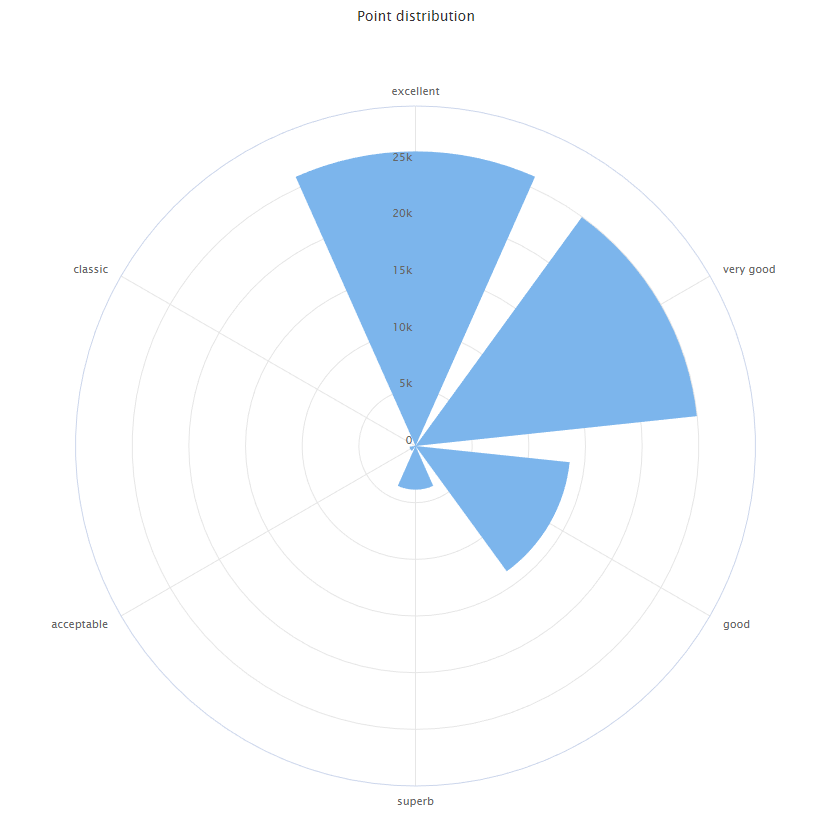 Point distribution
excellent
25k
20k
classic
15k
very good
10k
5k
0
acceptable
good
superb